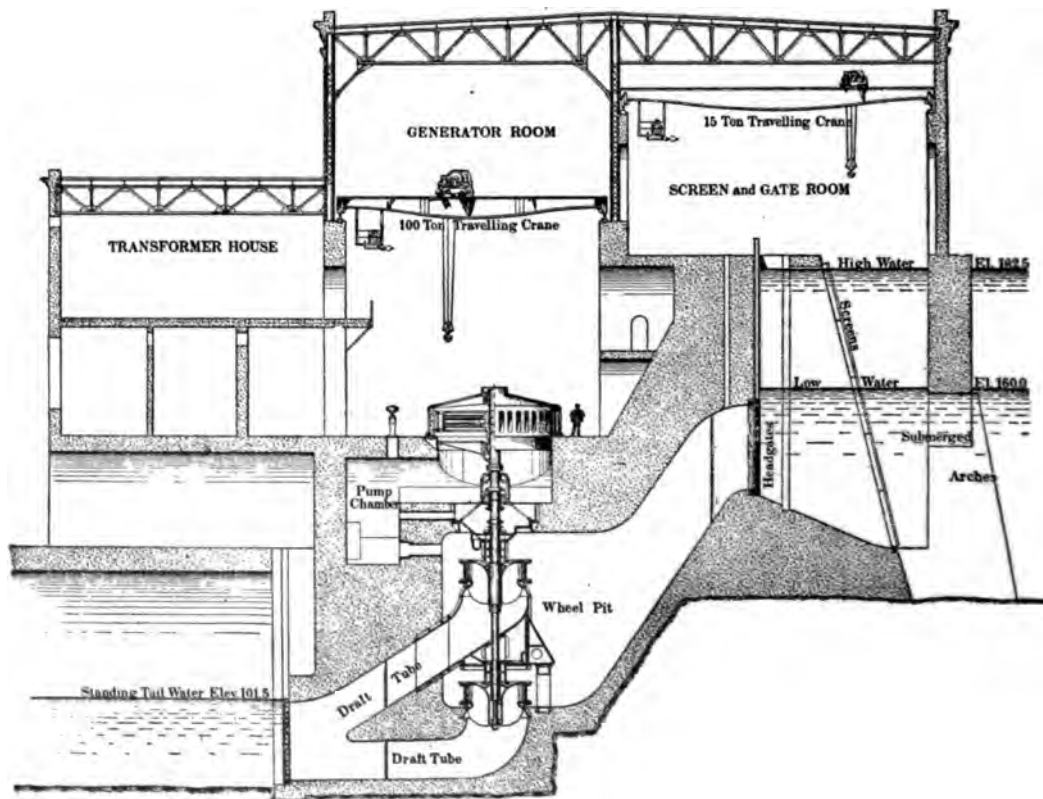 GENERATOR ROOM
15 Ton Travelling Crane
SCREEN and GATE ROOM
100 Ton Travelling Crane
TRANSFORMER HOUSE
High Water El. 182.5
Screens
Low Water El. 160.0
Headgates
Submerged
Arches
Pump
Chamber
Wheel Pit
Draft Tube
Standing Tail Water Elev. 101.5
Draft Tube